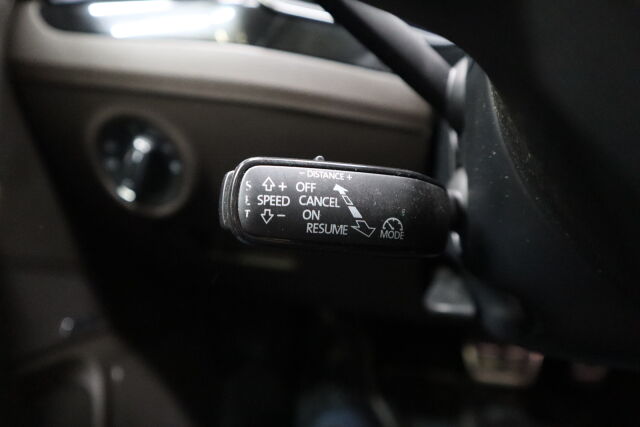 - DISTANCE +
S + OFF
E SPEED CANCEL
T - ON
RESUME
MODE